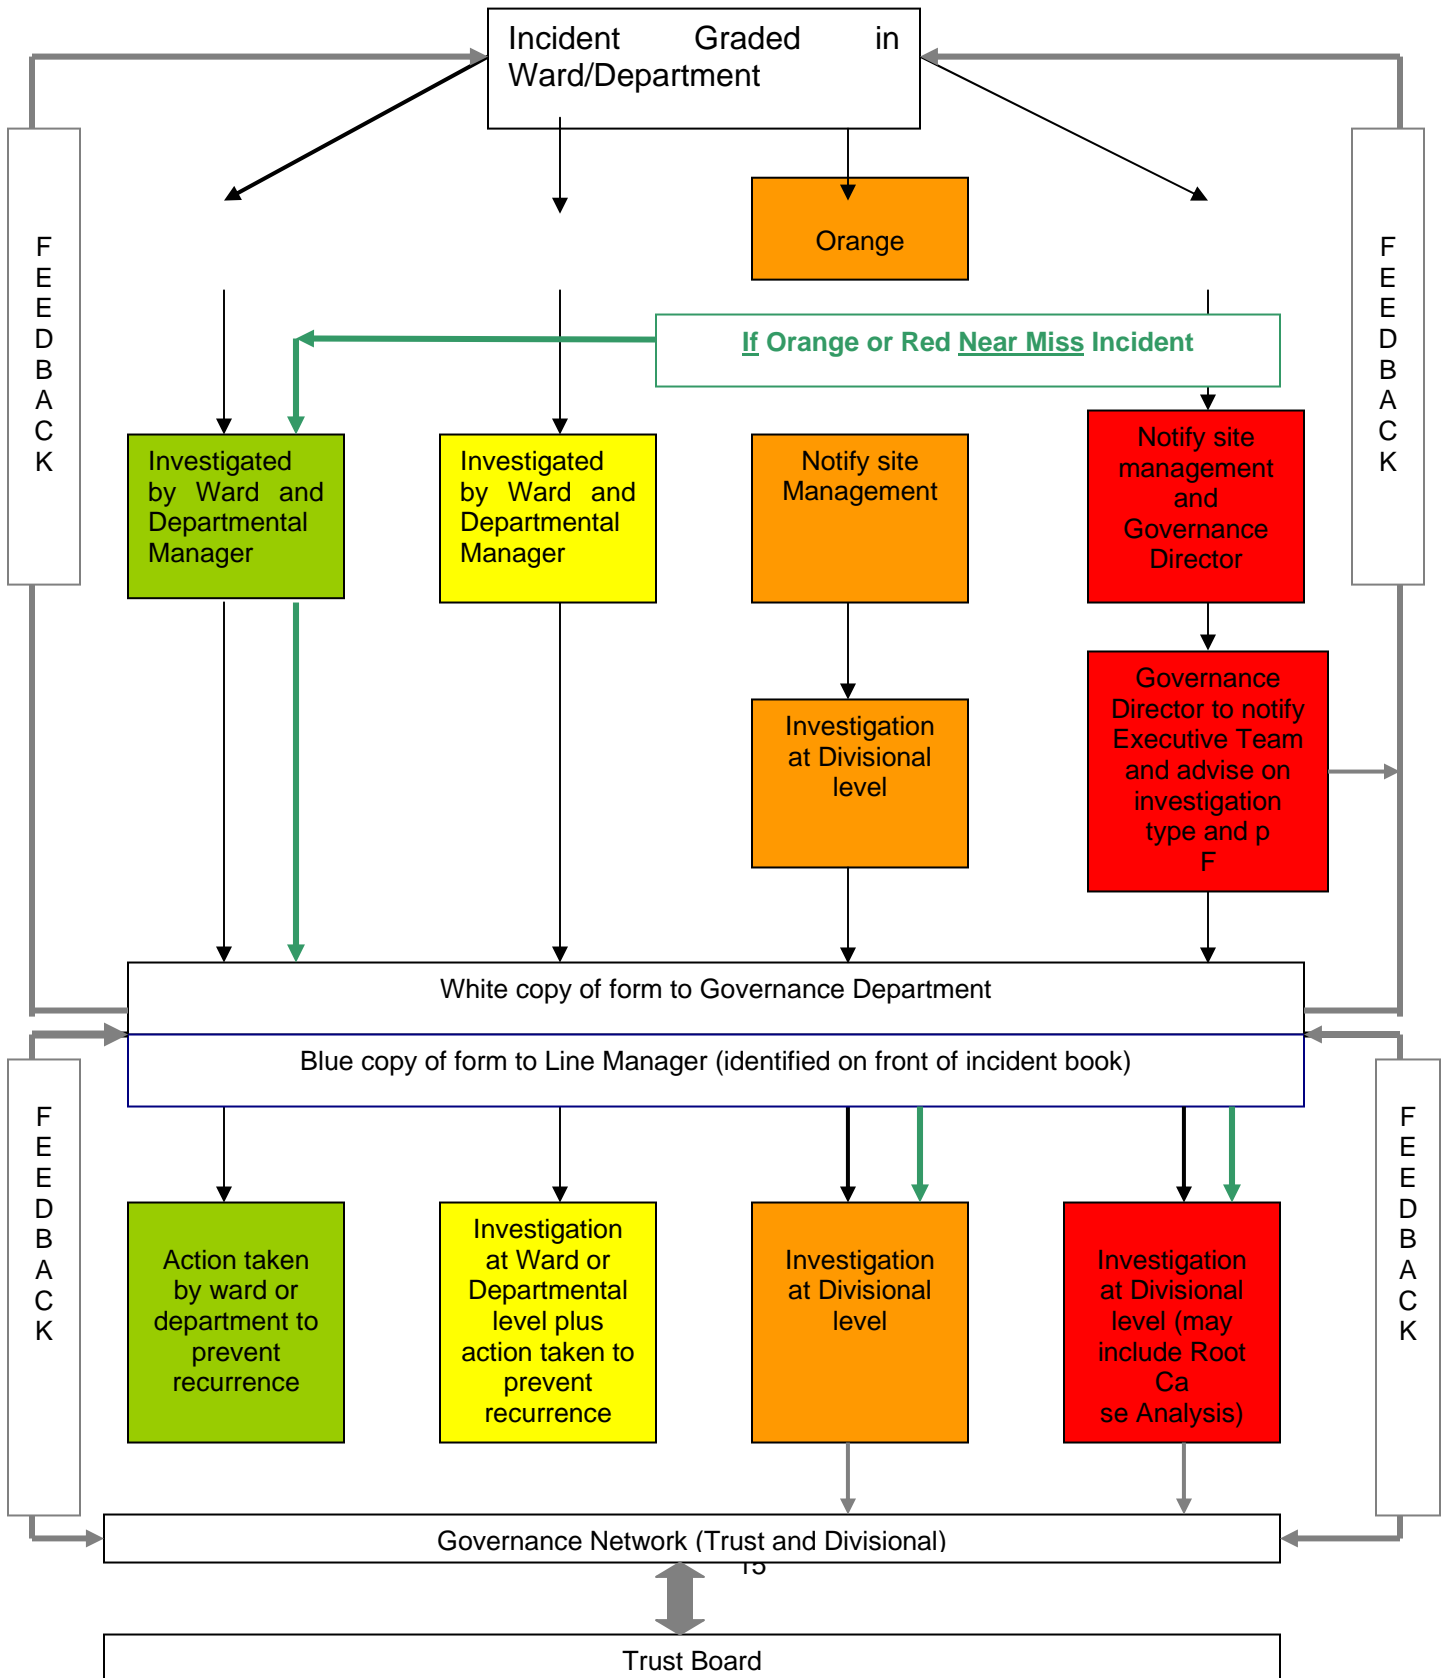 Incident Graded in
Ward/Department
F
E
E
D
B
A
C
K
F
E
E
D
B
A
C
K
Orange
If Orange or Red Near Miss Incident
Investigated
by Ward and
Departmental
Manager
Investigated
by Ward and
Departmental
Manager
Notify site
Management
Notify site
management
and
Governance
Director
Investigation
at Divisional
level
Governance
Director to notify
Executive Team
and advise on
investigation
type and p
F
White copy of form to Governance Department
Blue copy of form to Line Manager (identified on front of incident book)
F
E
E
D
B
A
C
K
F
E
E
D
B
A
C
K
Action taken
by ward or
department to
prevent
recurrence
Investigation
at Ward or
Departmental
level plus
action taken to
prevent
recurrence
Investigation
at Divisional
level
Investigation
at Divisional
level (may
include Root
Ca
se Analysis)
Governance Network (Trust and Divisional)
15
Trust Board